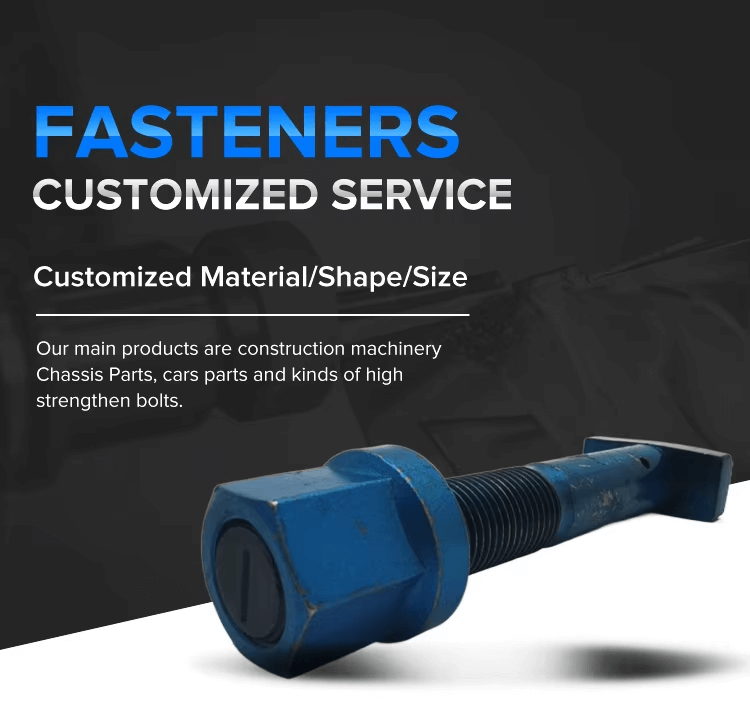 FASTENERS
CUSTOMIZED SERVICE
Customized Material/Shape/Size
Our main products are construction machinery
Chassis Parts, cars parts and kinds of high
strengthen bolts.